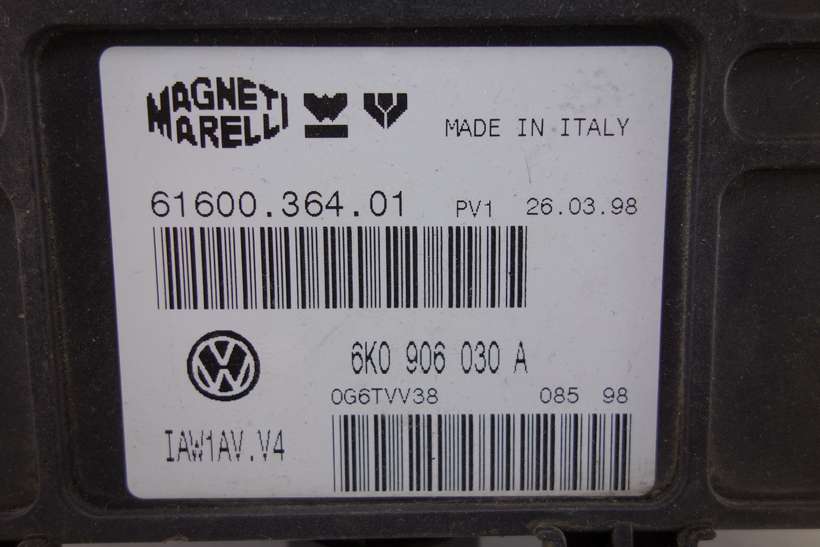 MAGNETI
MARELLI
MADE IN ITALY
61600.364.01 PV1 26.03.98
VW
6K0 906 030 A
0G6TVV38 085 98
IAW1AV.V4